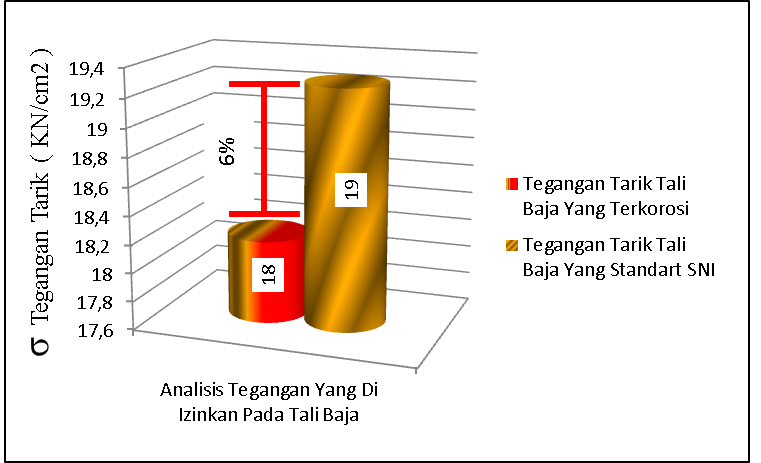 σ Tegangan Tarik ( KN/cm2 )
19,4
19,2
19
18,8
18,6
18,4
18,2
18
17,8
17,6
6%
18
19
Analisis Tegangan Yang Di
Izinkan Pada Tali Baja
Tegangan Tarik Tali
Baja Yang Terkorosi
Tegangan Tarik Tali
Baja Yang Standart SNI